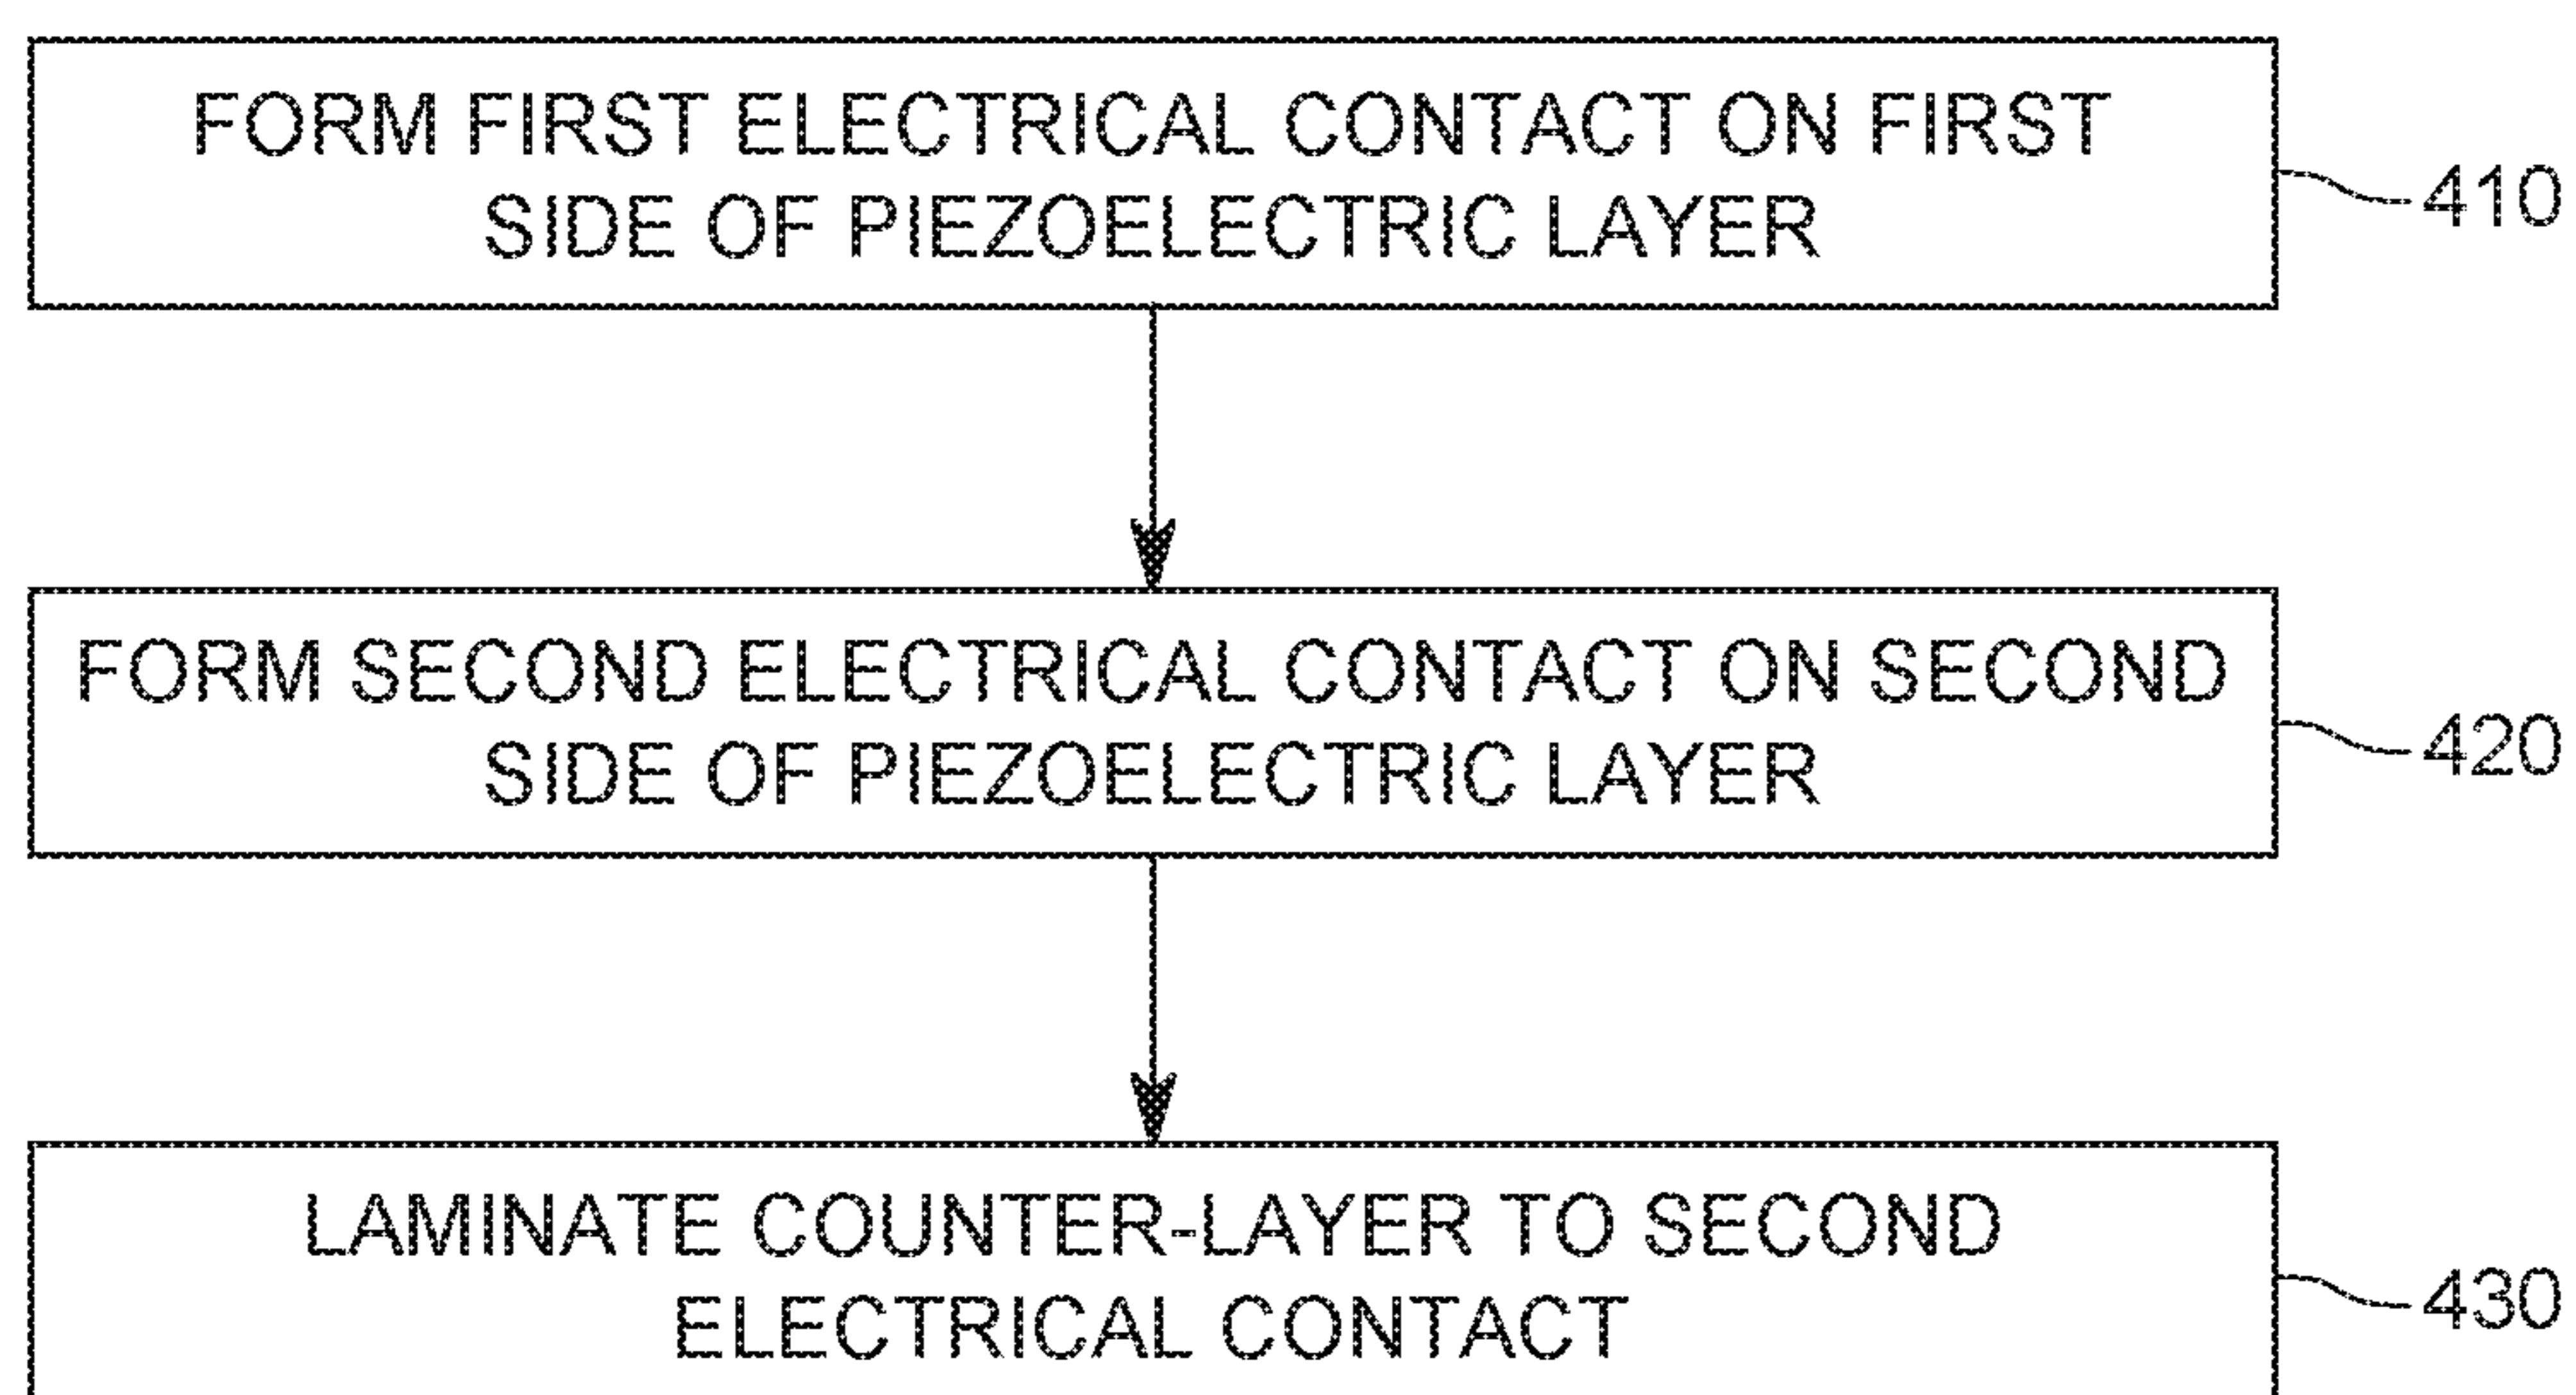 FORM FIRST ELECTRICAL CONTACT ON FIRST
SIDE OF PIEZOELECTRIC LAYER
410
FORM SECOND ELECTRICAL CONTACT ON SECOND
SIDE OF PIEZOELECTRIC LAYER
420
LAMINATE COUNTER-LAYER TO SECOND
ELECTRICAL CONTACT
430